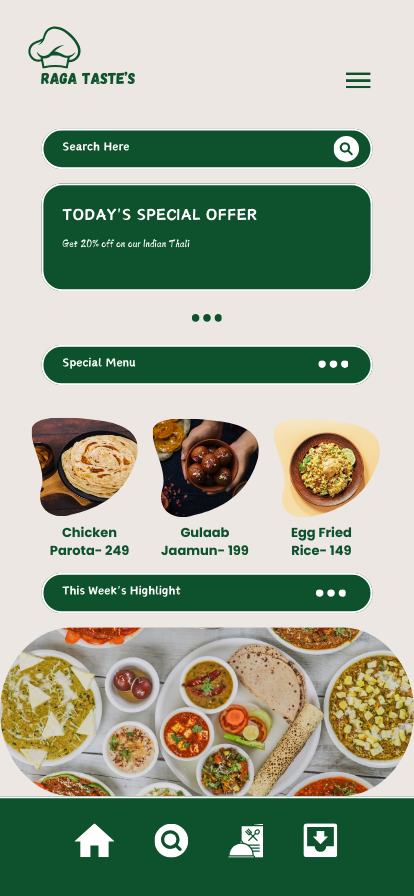 RAGA TASTE'S
Search Here
TODAY'S SPECIAL OFFER
Get 20% off on our Indian Thali
Special Menu
Chicken
Parota- 249
Gulaab
Jaamun- 199
Egg Fried
Rice- 149
This Week's Highlight